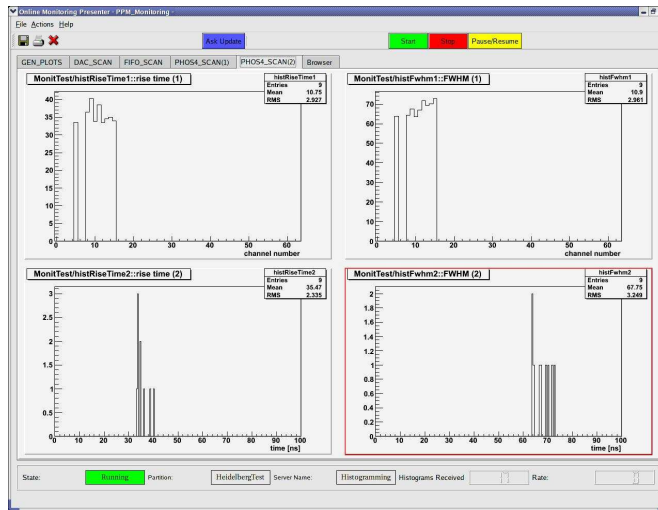 Online Monitoring Presenter - PPM_Monitoring -
File Actions Help
Ask Update Start Stop Pause/Resume
GEN_PLOTS DAC_SCAN FIFO_SCAN PHOS4_SCAN(1) PHOS4_SCAN(2) Browser
MonitTest/histRiseTime1::rise time (1)
histRiseTime1
Entries 9
Mean 10.75
RMS 2.927
40
35
30
25
20
15
10
5
0
0 10 20 30 40 50 60
channel number
MonitTest/histFwhm1::FWHM (1)
histFwhm1
Entries 9
Mean 10.9
RMS 2.961
70
60
50
40
30
20
10
0
0 10 20 30 40 50 60
channel number
MonitTest/histRiseTime2::rise time (2)
histRiseTime2
Entries 9
Mean 35.47
RMS 2.335
3
2.5
2
1.5
1
0.5
0
0 10 20 30 40 50 60 70 80 90 100
time [ns]
MonitTest/histFwhm2::FWHM (2)
histFwhm2
Entries 9
Mean 67.75
RMS 3.249
2
1.8
1.6
1.4
1.2
1
0.8
0.6
0.4
0.2
0
0 10 20 30 40 50 60 70 80 90 100
time [ns]
State: Running Partition: HeidelbergTest Server Name: Histogramming Histograms Received Rate: